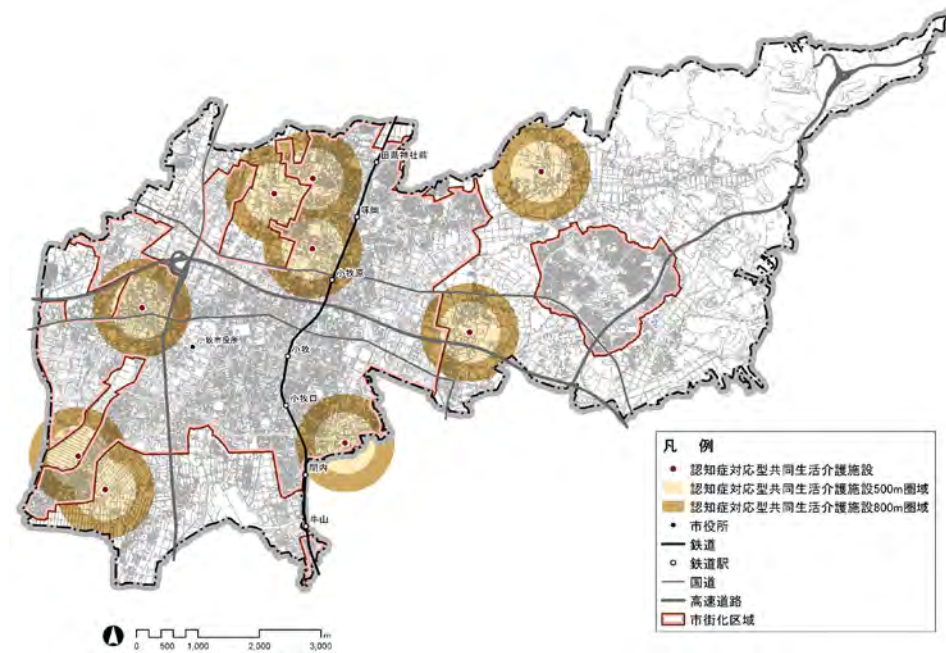 田県神社前
味岡
小牧原
小牧市役所
小牧
小牧口
間内
牛山
凡 例
認知症対応型共同生活介護施設
認知症対応型共同生活介護施設500m圏域
認知症対応型共同生活介護施設800m圏域
市役所
鉄道
鉄道駅
国道
高速道路
市街化区域
m
0 500 1,000 2,000 3,000